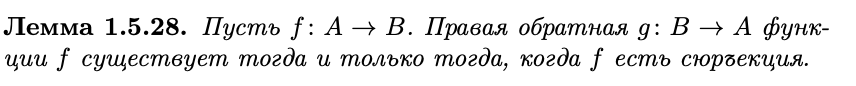 Лемма 1.5.28. Пусть f: A → B. Правая обратная g: B → A функ-
ции f существует тогда и только тогда, когда f есть сюръекция.